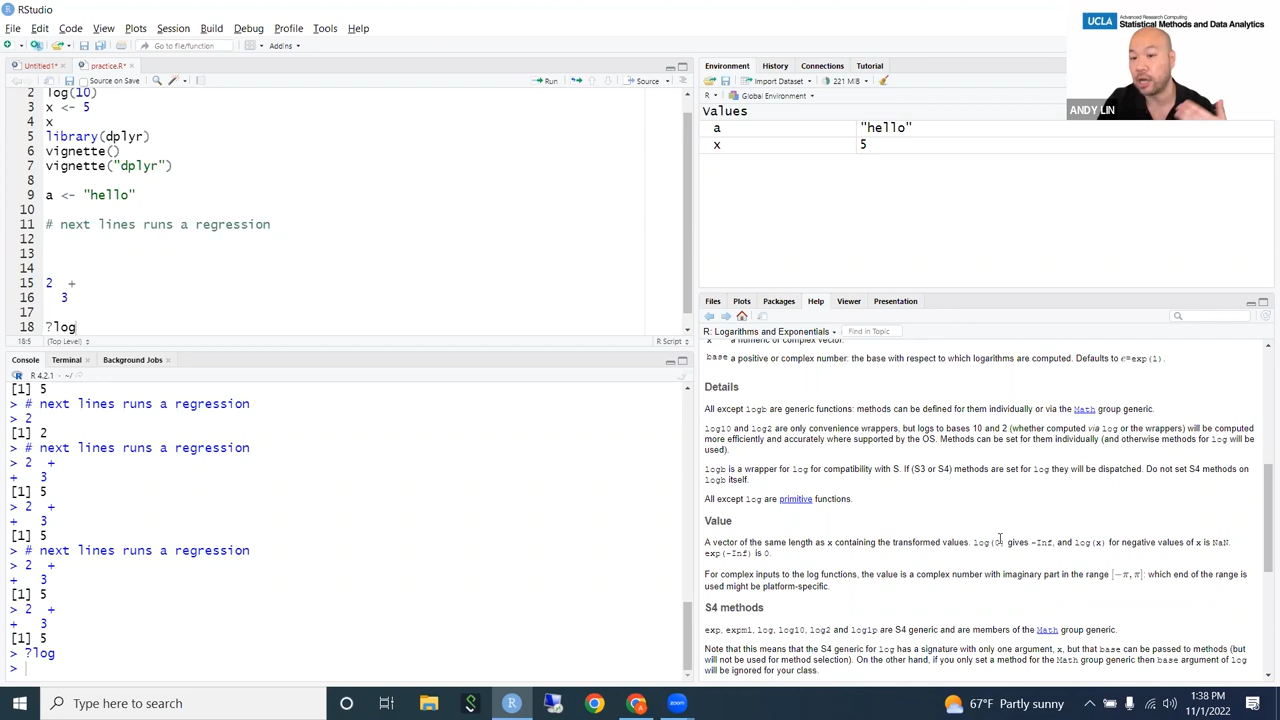 RStudio
File Edit Code View Plots Session Build Debug Profile Tools Help
Go to file/function Addins
UCLA Advanced Research Computing
Statistical Methods and Data Analytics
ANDY LIN
Untitled1* practice.R*
Source on Save Run Source
2 log(10)
3 x <- 5
4 x
5 library(dplyr)
6 vignette()
7 vignette("dplyr")
8
9 a <- "hello"
10
11 # next lines runs a regression
12
13
14
15 2 +
16 3
17
18 ?log
18:5 (Top Level) R Script
Console Terminal Background Jobs
R 4.2.1 · ~/
[1] 5
> # next lines runs a regression
> 2
[1] 2
> # next lines runs a regression
> 2 +
+ 3
[1] 5
> 2 +
+ 3
[1] 5
> # next lines runs a regression
> 2 +
+ 3
[1] 5
> 2 +
+ 3
[1] 5
> ?log
>
Environment History Connections Tutorial
Import Dataset 221 MiB
R Global Environment
Values
a "hello"
x 5
Files Plots Packages Help Viewer Presentation
R: Logarithms and Exponentials Find in Topic
x a numeric or complex vector.
base a positive or complex number: the base with respect to which logarithms are computed. Defaults to e=exp(1).
Details
All except logb are generic functions: methods can be defined for them individually or via the Math group generic.
log10 and log2 are only convenience wrappers, but logs to bases 10 and 2 (whether computed via log or the wrappers) will be computed
more efficiently and accurately where supported by the OS. Methods can be set for them individually (and otherwise methods for log will be
used).
logb is a wrapper for log for compatibility with S. If (S3 or S4) methods are set for log they will be dispatched. Do not set S4 methods on
logb itself.
All except log are primitive functions.
Value
A vector of the same length as x containing the transformed values. log(0) gives -Inf, and log(x) for negative values of x is NaN.
exp(-Inf) is 0.
For complex inputs to the log functions, the value is a complex number with imaginary part in the range [−π, π]: which end of the range is
used might be platform-specific.
S4 methods
exp, expm1, log, log10, log2 and log1p are S4 generic and are members of the Math group generic.
Note that this means that the S4 generic for log has a signature with only one argument, x, but that base can be passed to methods (but
will not be used for method selection). On the other hand, if you only set a method for the Math group generic then base argument of log
will be ignored for your class.
Type here to search
zoom
67°F Partly sunny
1:38 PM
11/1/2022